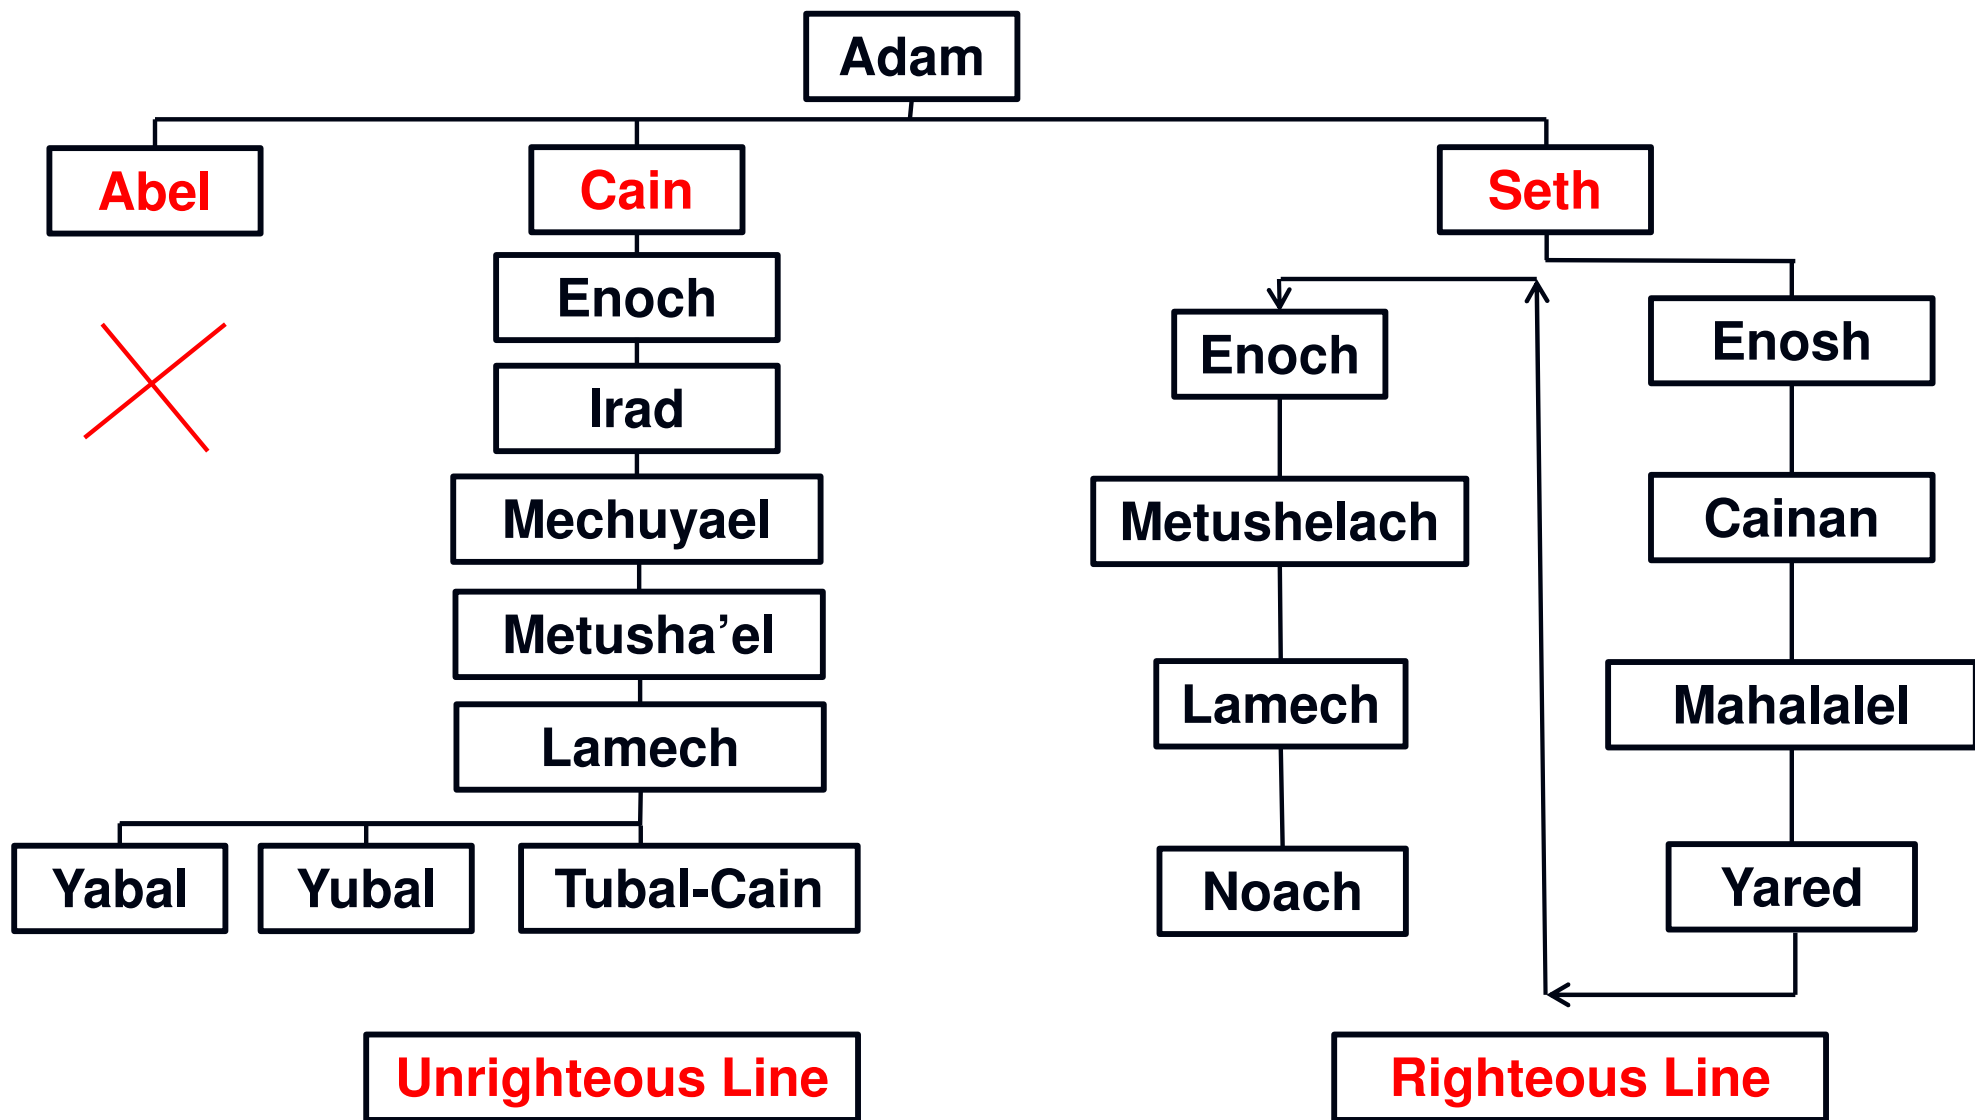 Adam
Abel
Cain
Seth
Enoch
Irad
Mechuyael
Metusha’el
Lamech
Yabal
Yubal
Tubal-Cain
Enosh
Cainan
Mahalalel
Yared
Enoch
Metushelach
Lamech
Noach
Unrighteous Line
Righteous Line